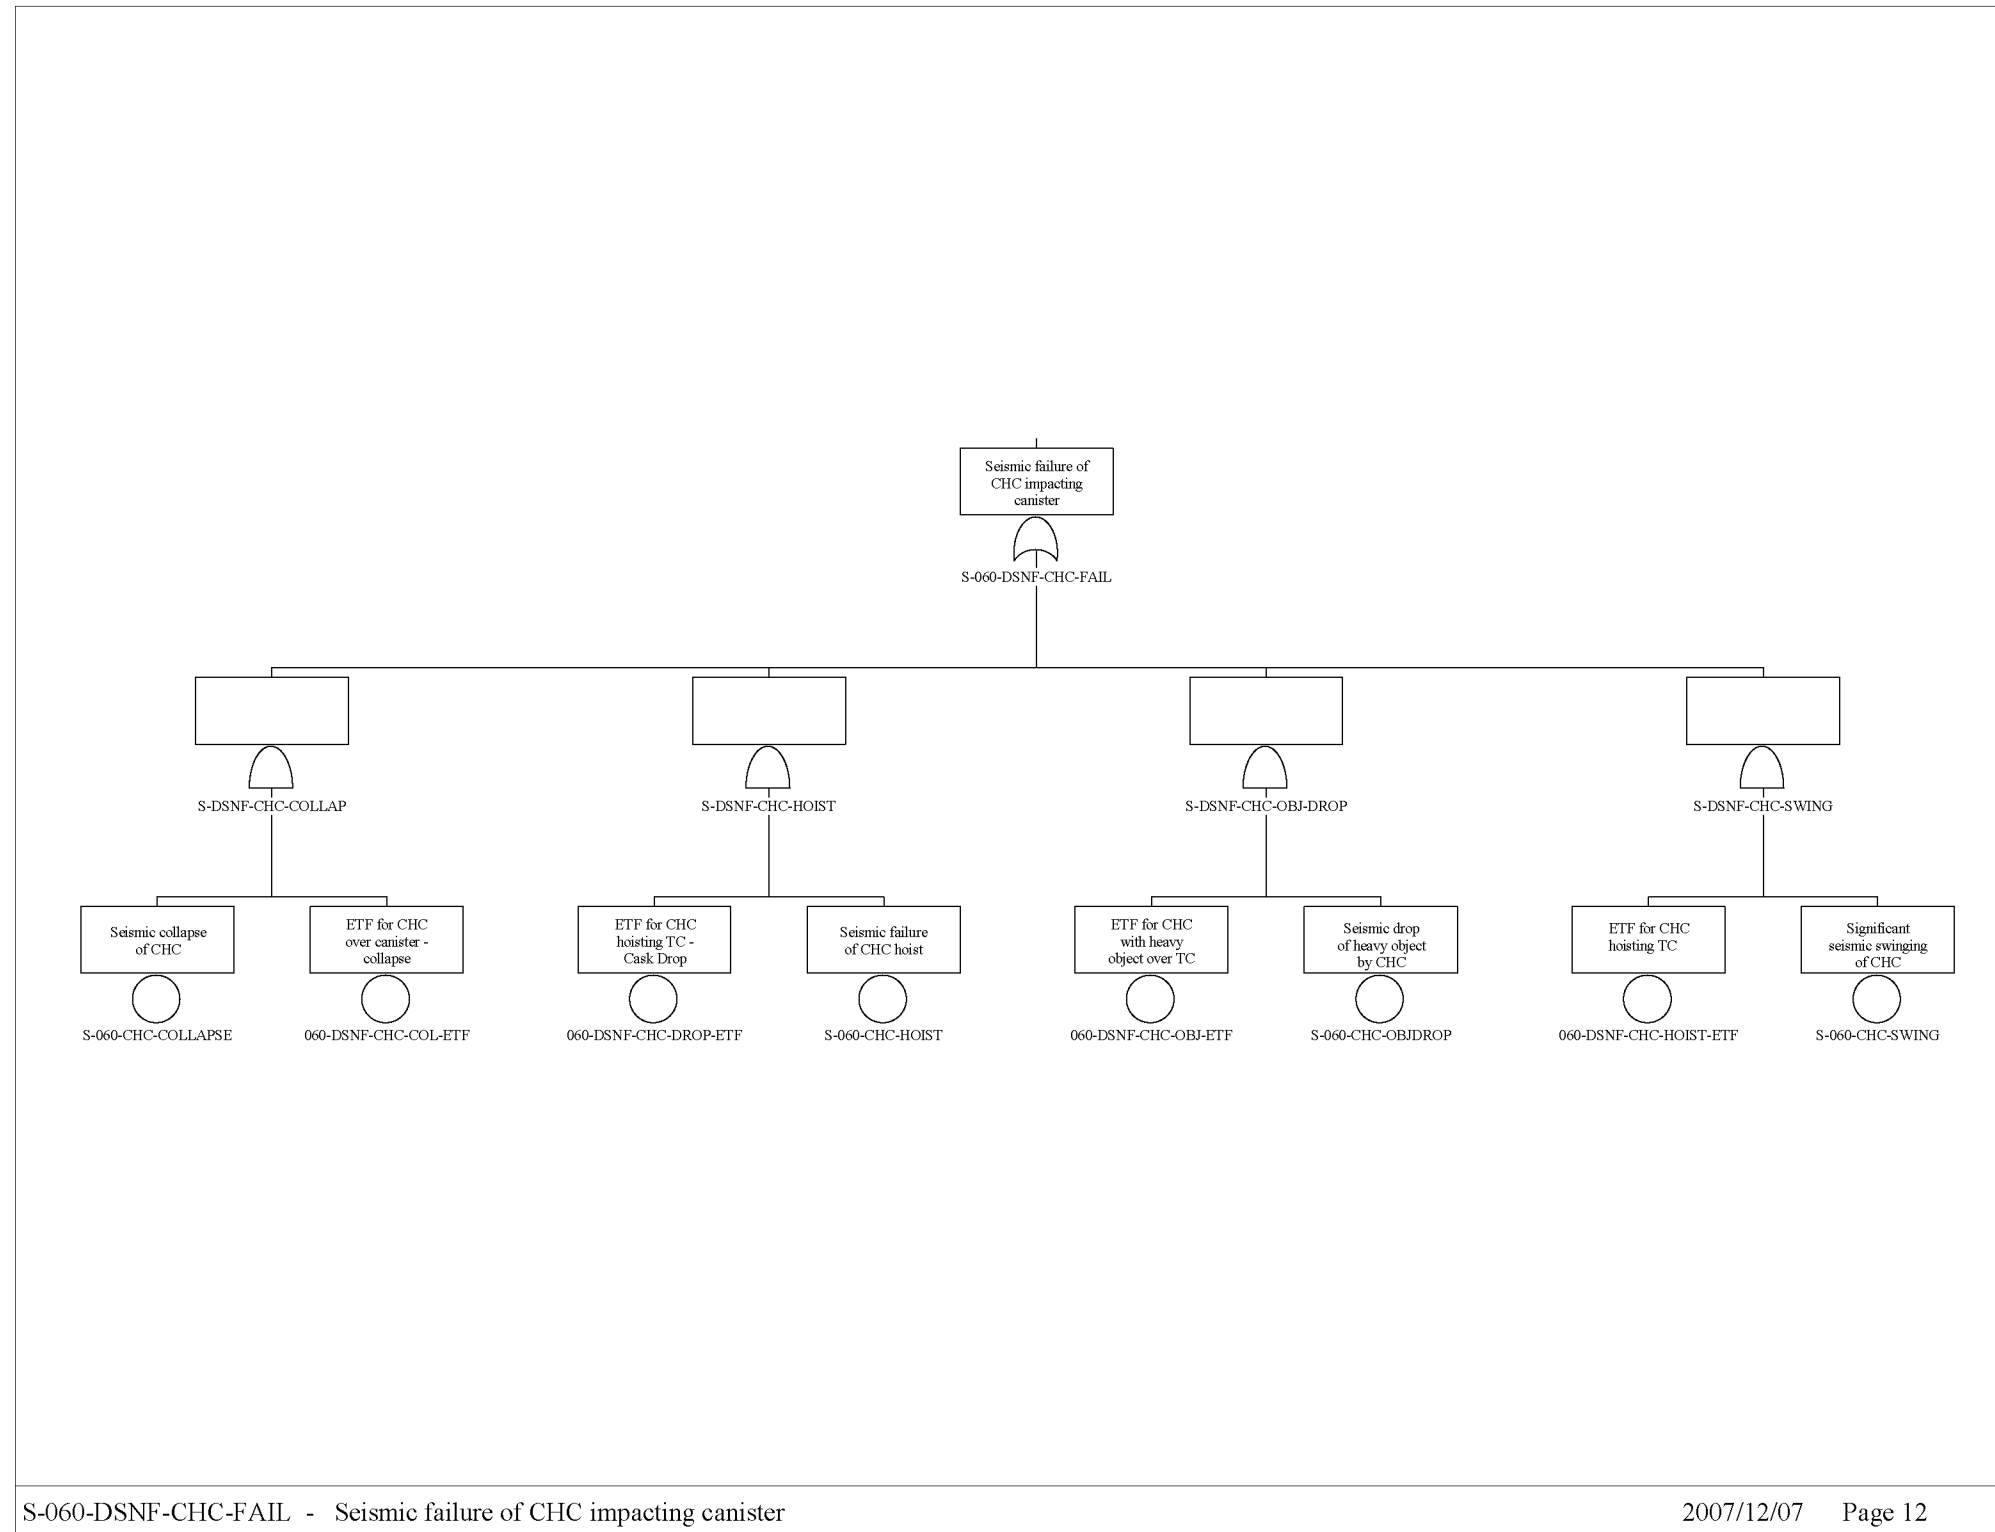 Seismic failure of
CHC impacting
canister
S-060-DSNF-CHC-FAIL
S-DSNF-CHC-COLLAP
S-DSNF-CHC-HOIST
S-DSNF-CHC-OBJ-DROP
S-DSNF-CHC-SWING
Seismic collapse
of CHC
S-060-CHC-COLLAPSE
ETF for CHC
over canister -
collapse
060-DSNF-CHC-COL-ETF
ETF for CHC
hoisting TC -
Cask Drop
060-DSNF-CHC-DROP-ETF
Seismic failure
of CHC hoist
S-060-CHC-HOIST
ETF for CHC
with heavy
object over TC
060-DSNF-CHC-OBJ-ETF
Seismic drop
of heavy object
by CHC
S-060-CHC-OBJDROP
ETF for CHC
hoisting TC
060-DSNF-CHC-HOIST-ETF
Significant
seismic swinging
of CHC
S-060-CHC-SWING
S-060-DSNF-CHC-FAIL - Seismic failure of CHC impacting canister
2007/12/07 Page 12